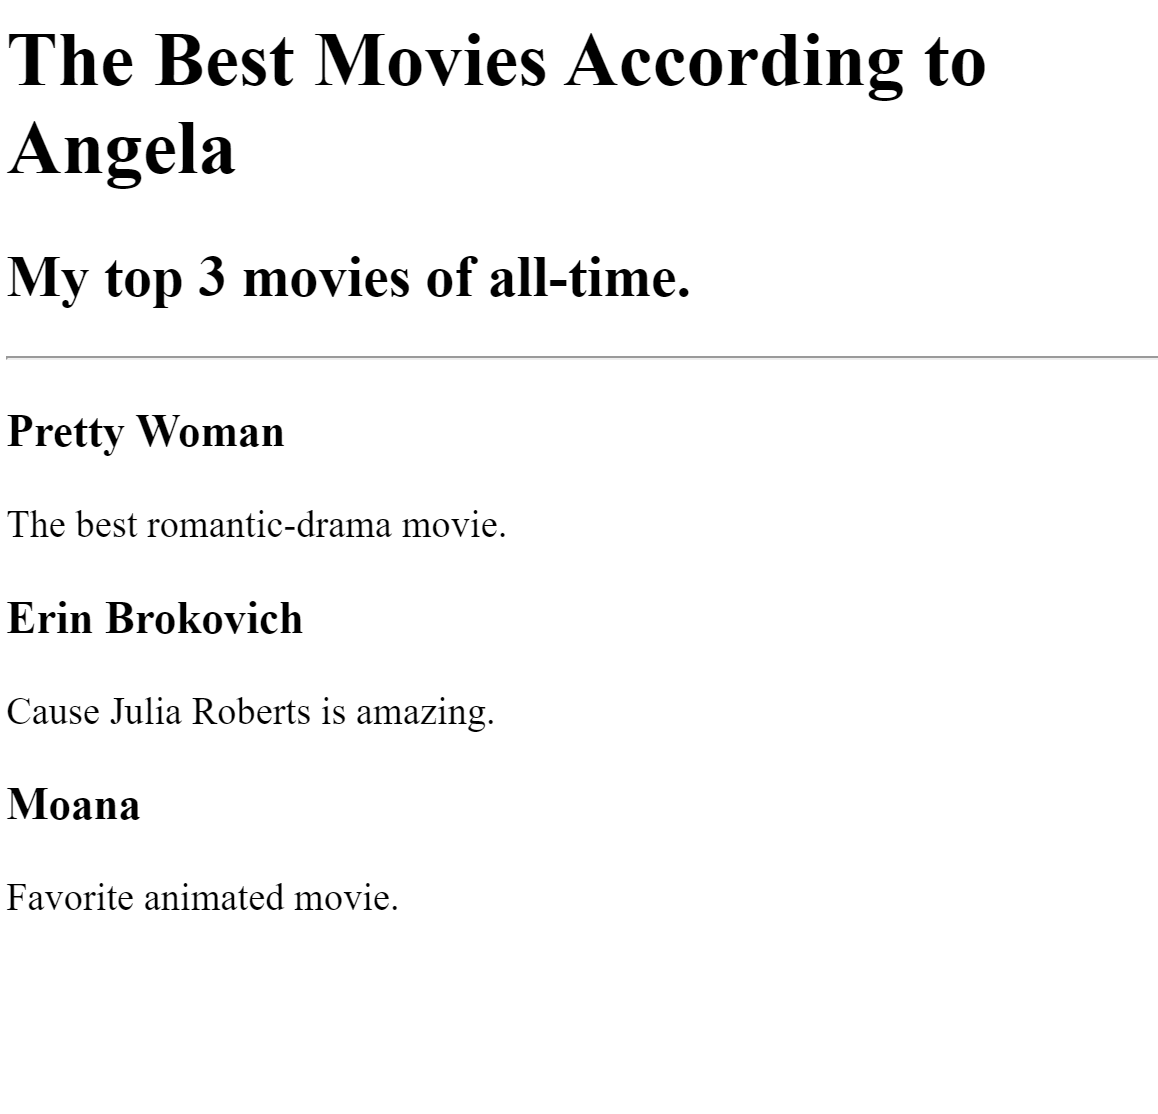 The Best Movies According to
Angela
My top 3 movies of all-time.
Pretty Woman
The best romantic-drama movie.
Erin Brokovich
Cause Julia Roberts is amazing.
Moana
Favorite animated movie.